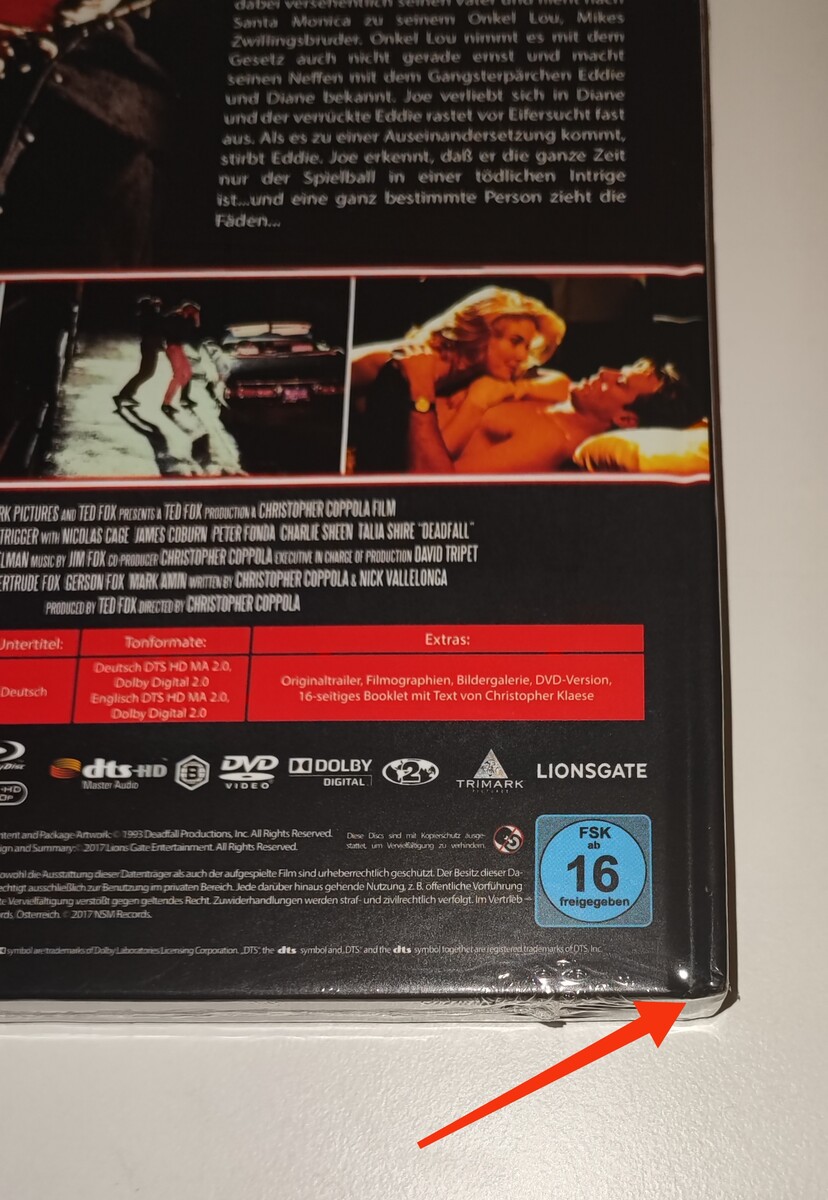 dabei versehentlich seinen Vater und flieht nach
Santa Monica zu seinem Onkel Lou, Mikes
Zwillingsbruder. Onkel Lou nimmt es mit dem
Gesetz auch nicht gerade ernst und macht
seinen Neffen mit dem Gangsterpärchen Eddie
und Diane bekannt. Joe verliebt sich in Diane
und der verrückte Eddie rastet vor Eifersucht fast
aus. Als es zu einer Auseinandersetzung kommt,
stirbt Eddie. Joe erkennt, daß er die ganze Zeit
nur der Spielball in einer tödlichen Intrige
ist...und eine ganz bestimmte Person zieht die
Fäden...
RK PICTURES AND TED FOX PRESENTS A TED FOX PRODUCTION A CHRISTOPHER COPPOLA FILM
TRIGGER WITH NICOLAS CAGE JAMES COBURN PETER FONDA CHARLIE SHEEN TALIA SHIRE "DEADFALL"
ELMAN MUSIC BY JIM FOX CO-PRODUCER CHRISTOPHER COPPOLA EXECUTIVE IN CHARGE OF PRODUCTION DAVID TRIPET
ERTRUDE FOX GERSON FOX MARK AMIN WRITTEN BY CHRISTOPHER COPPOLA & NICK VALLELONGA
PRODUCED BY TED FOX DIRECTED BY CHRISTOPHER COPPOLA
Untertitel: Tonformate: Extras:
Deutsch
Deutsch DTS HD MA 2.0,
Dolby Digital 2.0
Englisch DTS HD MA 2.0,
Dolby Digital 2.0
Originaltrailer, Filmographien, Bildergalerie, DVD-Version,
16-seitiges Booklet mit Text von Christopher Klaese
dts-HD Master Audio
B
DVD VIDEO
DOLBY DIGITAL
2
TRIMARK PICTURES
LIONSGATE
ntent and Package Artwork: © 1993 Deadfall Productions, Inc. All Rights Reserved.
ign and Summary: © 2017 Lions Gate Entertainment. All Rights Reserved.
Diese Discs sind mit Kopierschutz ausge-
stattet, um Vervielfältigung zu verhindern.
FSK
ab
16
freigegeben
owohl die Ausstattung dieser Datenträger als auch der aufgespielte Film sind urheberrechtlich geschützt. Der Besitz dieser Da-
echtigt ausschließlich zur Benutzung im privaten Bereich. Jede darüber hinaus gehende Nutzung, z. B. öffentliche Vorführung
te Vervielfältigung verstößt gegen geltendes Recht. Zuwiderhandlungen werden straf- und zivilrechtlich verfolgt. Im Vertrieb
rds, Österreich. © 2017 NSM Records.
symbol are trademarks of Dolby Laboratories Licensing Corporation. „DTS", the dts symbol and „DTS" and the dts symbol together are registered trademarks of DTS, Inc.